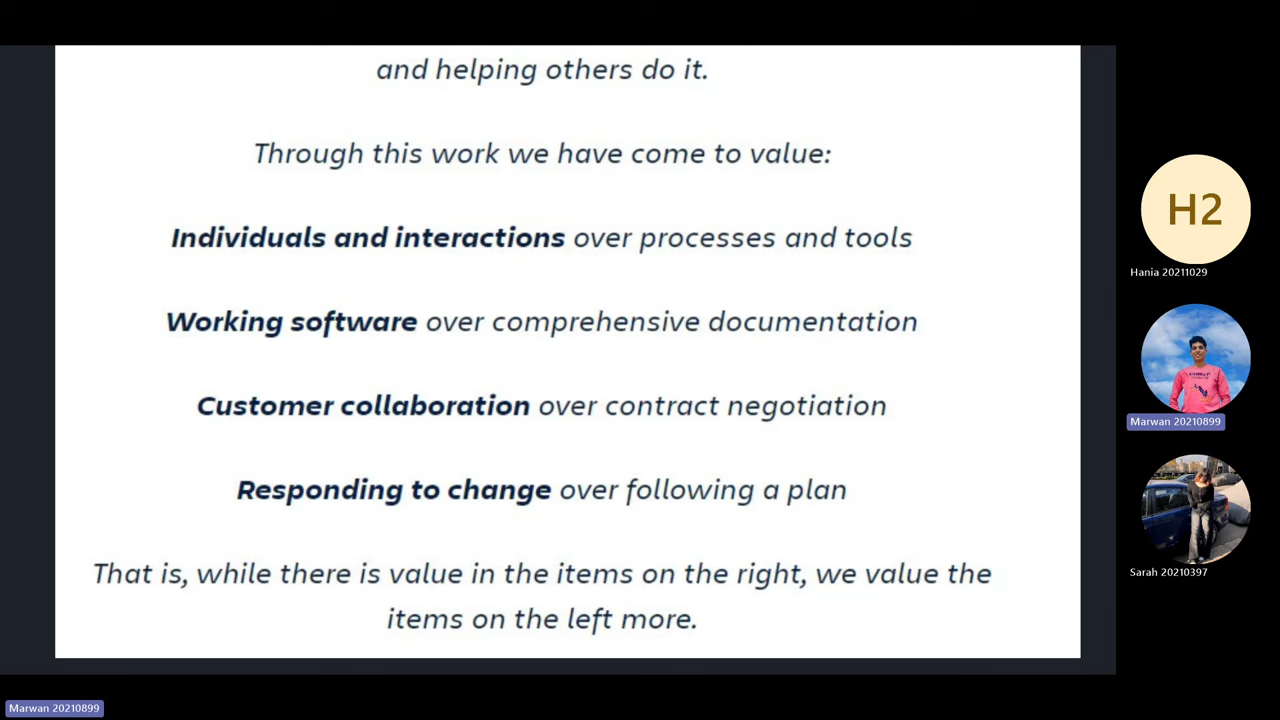 and helping others do it.
Through this work we have come to value:
Individuals and interactions over processes and tools
Working software over comprehensive documentation
Customer collaboration over contract negotiation
Responding to change over following a plan
That is, while there is value in the items on the right, we value the
items on the left more.
H2
Hania 20211029
Marwan 20210899
Sarah 20210397
Marwan 20210899